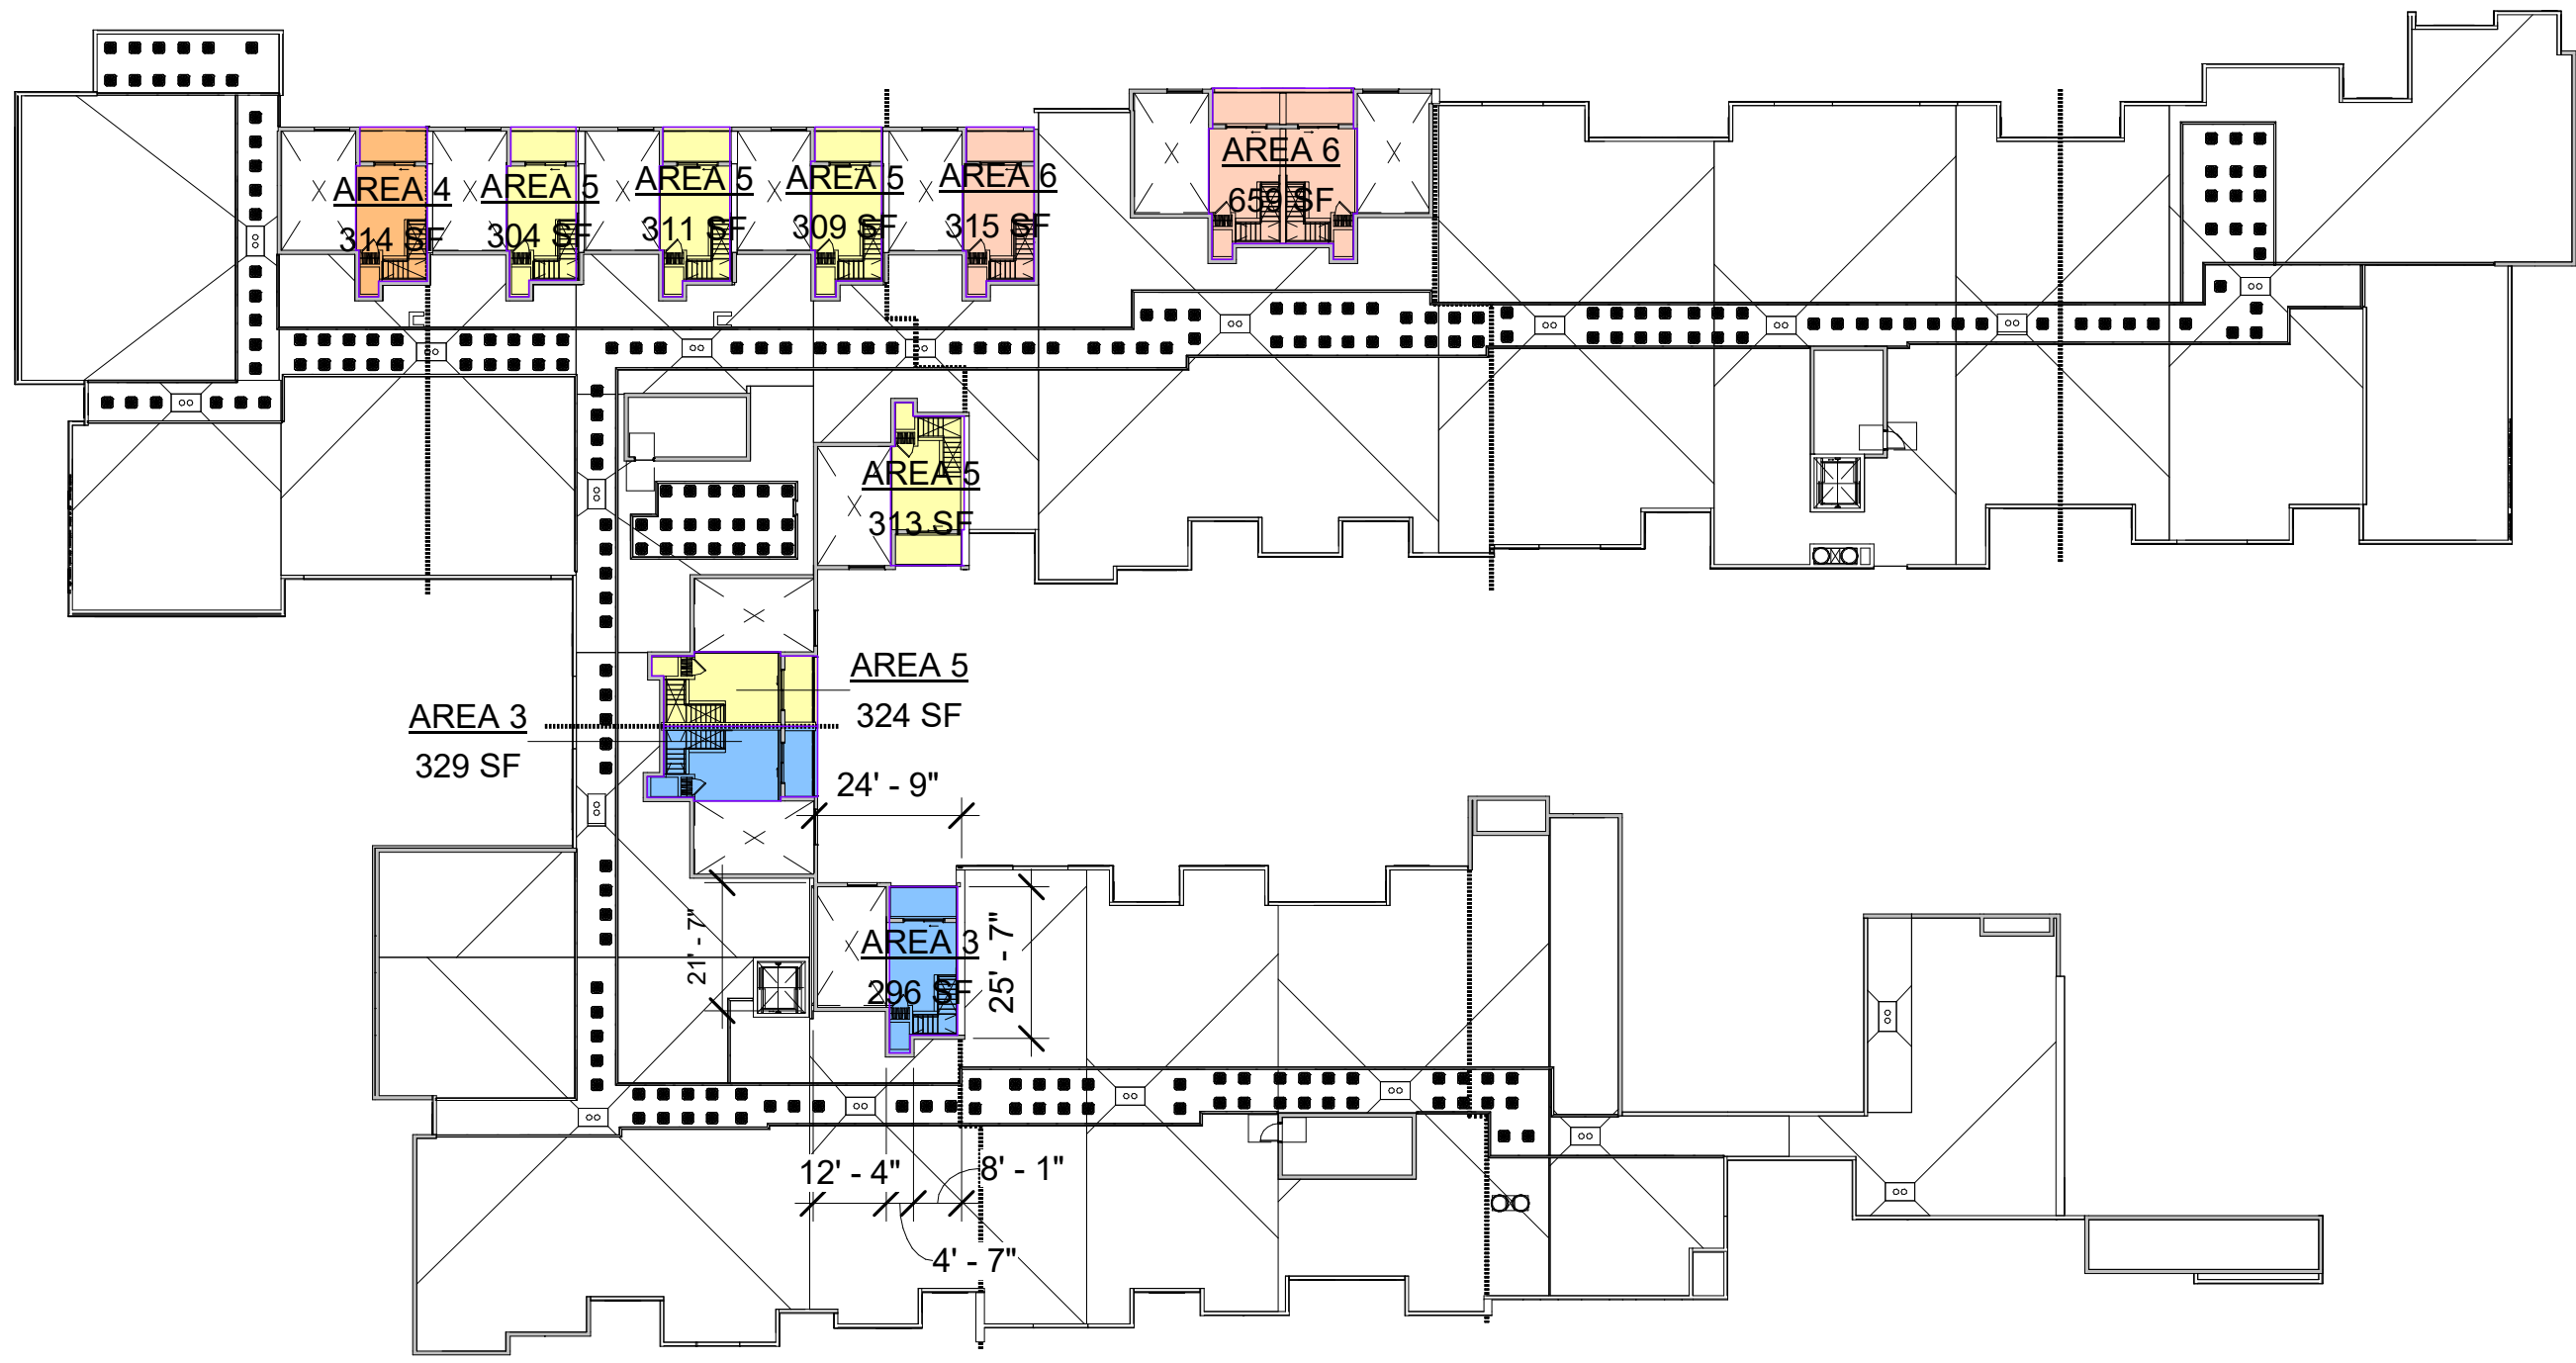 AREA 4
314 SF
AREA 5
304 SF
AREA 5
311 SF
AREA 5
309 SF
AREA 6
315 SF
AREA 6
659 SF
AREA 5
313 SF
AREA 5
324 SF
AREA 3
329 SF
24' - 9"
21' - 7"
AREA 3
296 SF
25' - 7"
12' - 4"
8' - 1"
4' - 7"